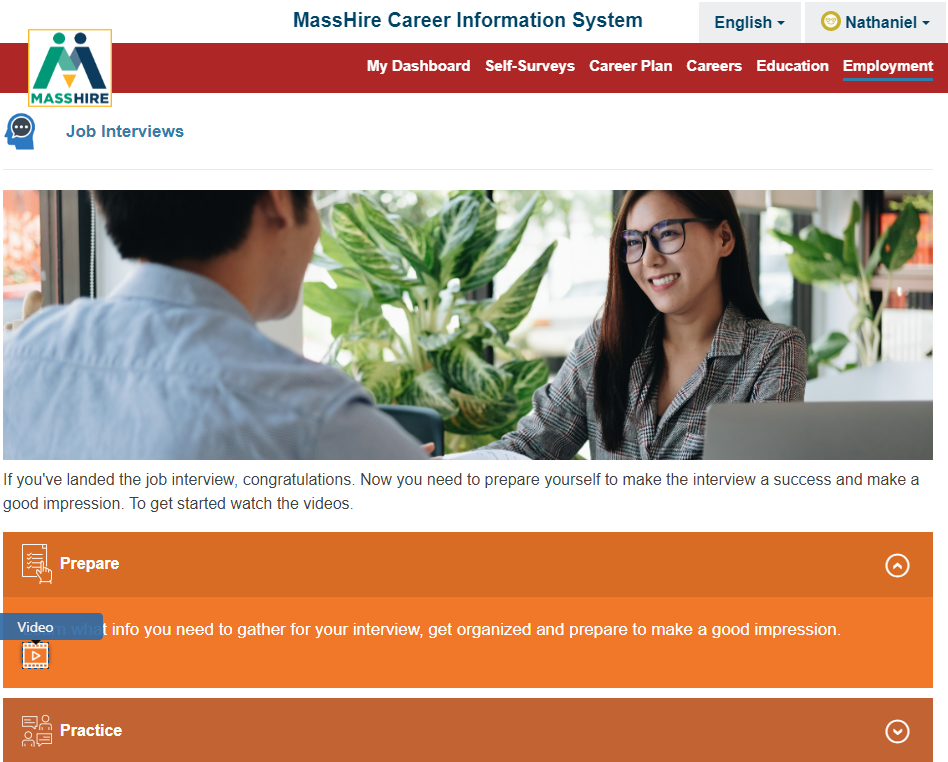 MassHire Career Information System
English
Nathaniel
MASSHIRE
My Dashboard Self-Surveys Career Plan Careers Education Employment
Job Interviews
If you've landed the job interview, congratulations. Now you need to prepare yourself to make the interview a success and make a
good impression. To get started watch the videos.
Prepare
Video
what info you need to gather for your interview, get organized and prepare to make a good impression.
Practice